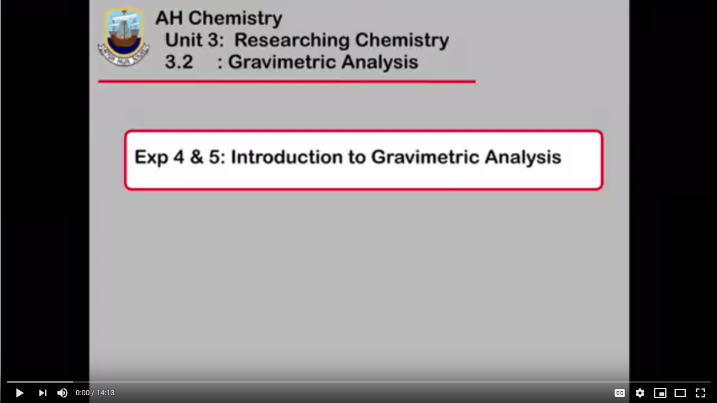 AH Chemistry
Unit 3: Researching Chemistry
3.2 : Gravimetric Analysis
Exp 4 & 5: Introduction to Gravimetric Analysis
0:00 / 14:13
CC